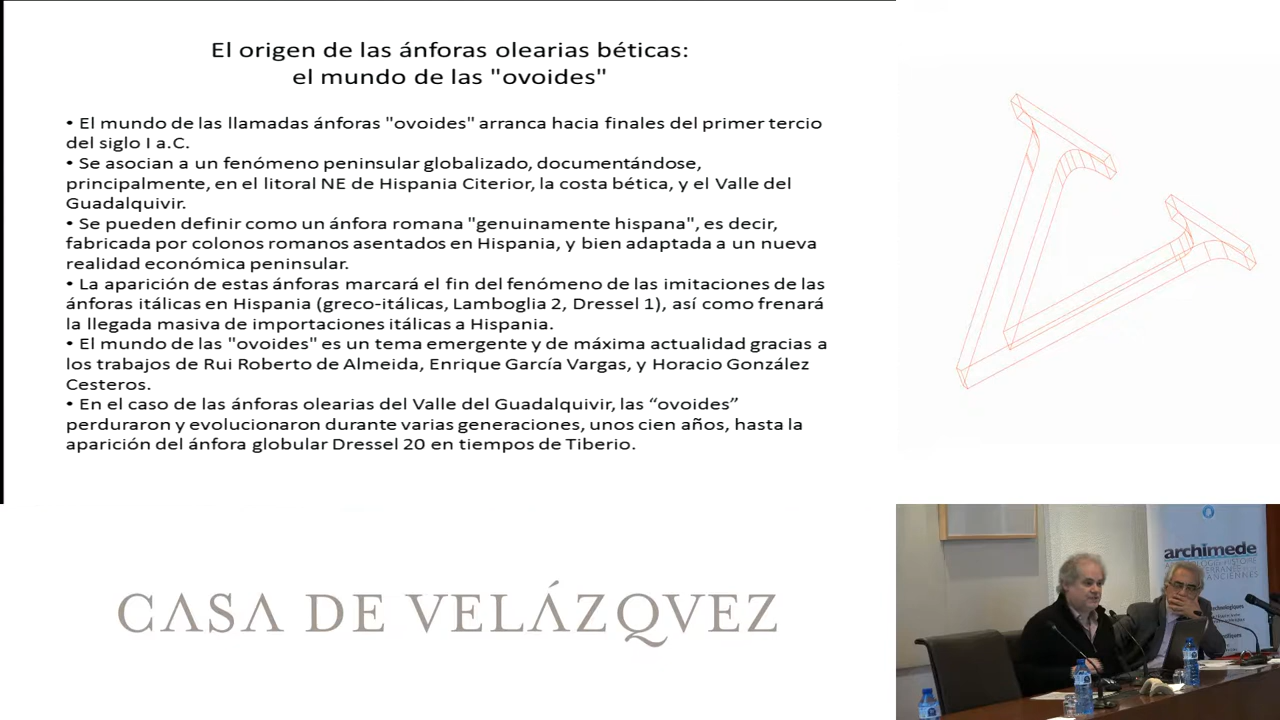 El origen de las ánforas olearias béticas:
el mundo de las "ovoides"
• El mundo de las llamadas ánforas "ovoides" arranca hacia finales del primer tercio
del siglo I a.C.
• Se asocian a un fenómeno peninsular globalizado, documentándose,
principalmente, en el litoral NE de Hispania Citerior, la costa bética, y el Valle del
Guadalquivir.
• Se pueden definir como un ánfora romana "genuinamente hispana", es decir,
fabricada por colonos romanos asentados en Hispania, y bien adaptada a un nueva
realidad económica peninsular.
• La aparición de estas ánforas marcará el fin del fenómeno de las imitaciones de las
ánforas itálicas en Hispania (greco-itálicas, Lamboglia 2, Dressel 1), así como frenará
la llegada masiva de importaciones itálicas a Hispania.
• El mundo de las "ovoides" es un tema emergente y de máxima actualidad gracias a
los trabajos de Rui Roberto de Almeida, Enrique García Vargas, y Horacio González
Cesteros.
• En el caso de las ánforas olearias del Valle del Guadalquivir, las “ovoides”
perduraron y evolucionaron durante varias generaciones, unos cien años, hasta la
aparición del ánfora globular Dressel 20 en tiempos de Tiberio.
CASA DE VELÁZQVEZ
archimede